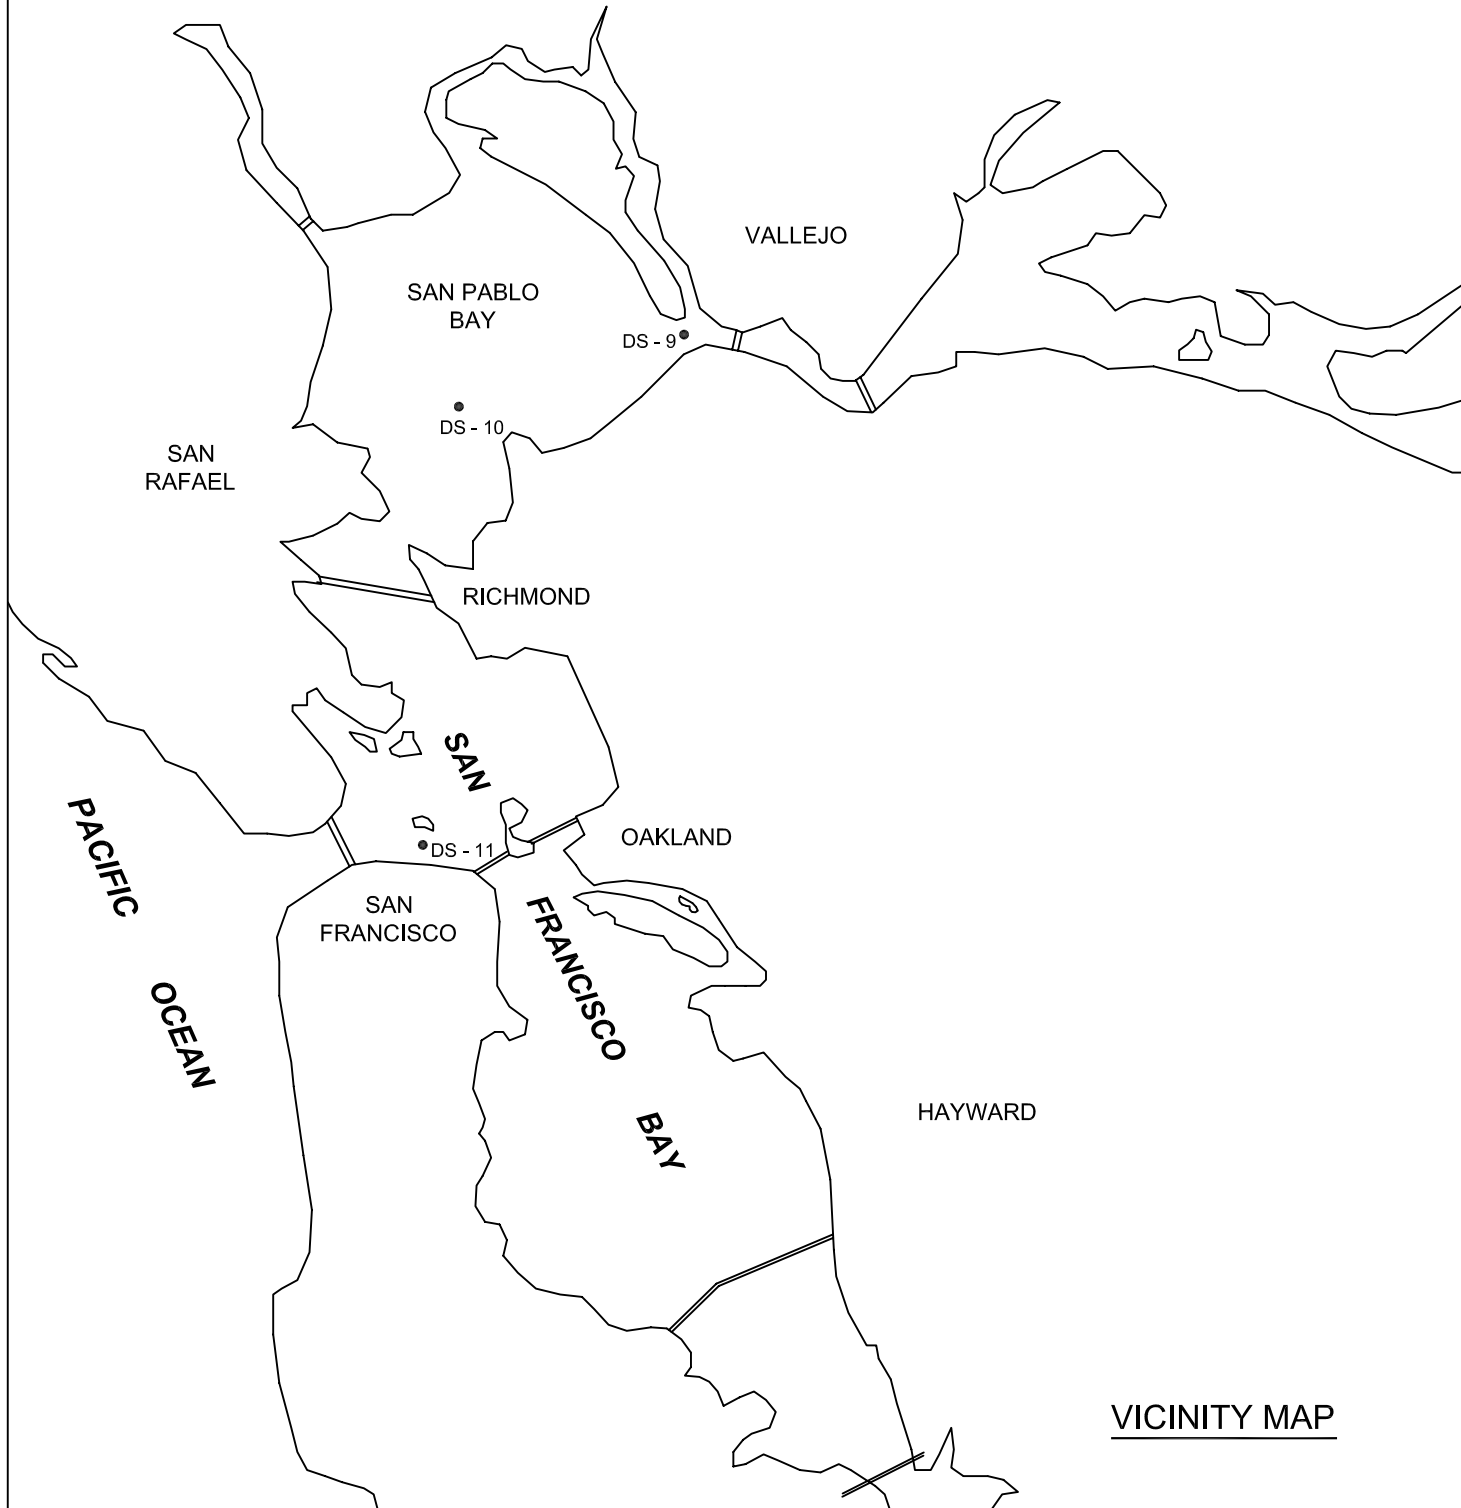 VALLEJO
SAN PABLO
BAY
DS - 9
DS - 10
SAN
RAFAEL
RICHMOND
SAN
FRANCISCO
BAY
PACIFIC
OCEAN
OAKLAND
DS - 11
SAN
FRANCISCO
HAYWARD
VICINITY MAP